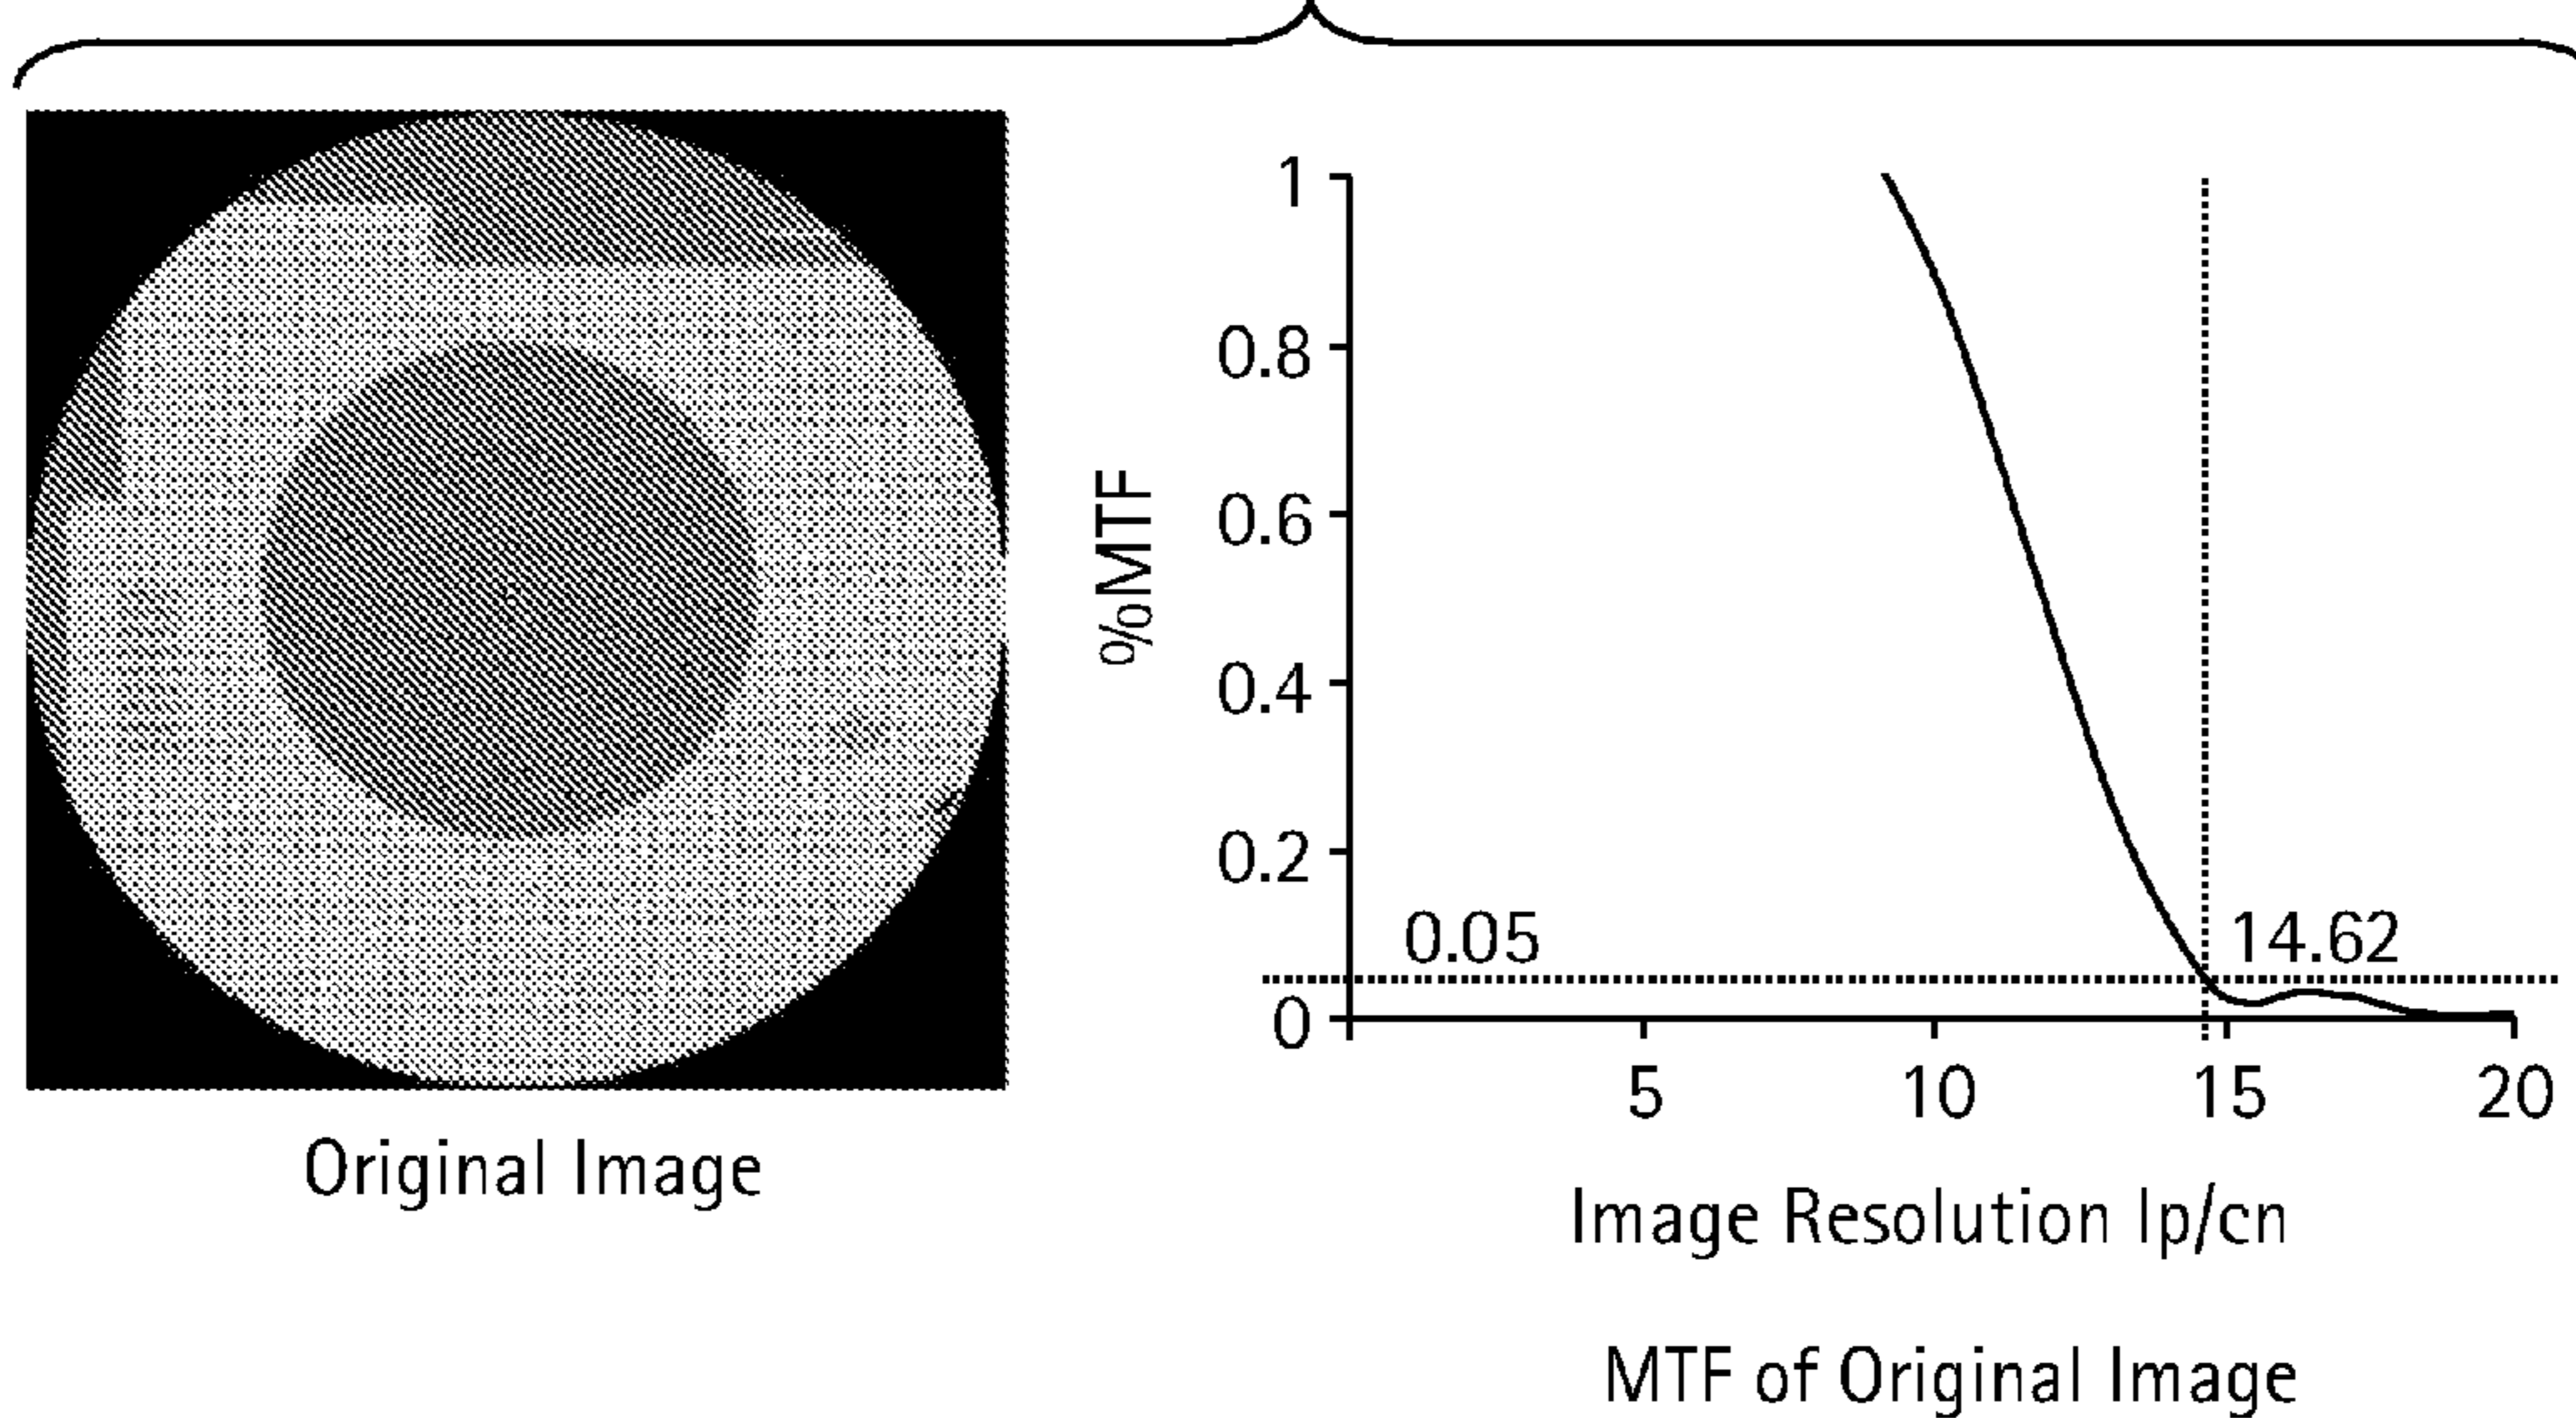 Original Image
%MTF
1
0.8
0.6
0.4
0.2
0
0.05
14.62
5 10 15 20
Image Resolution lp/cn
MTF of Original Image